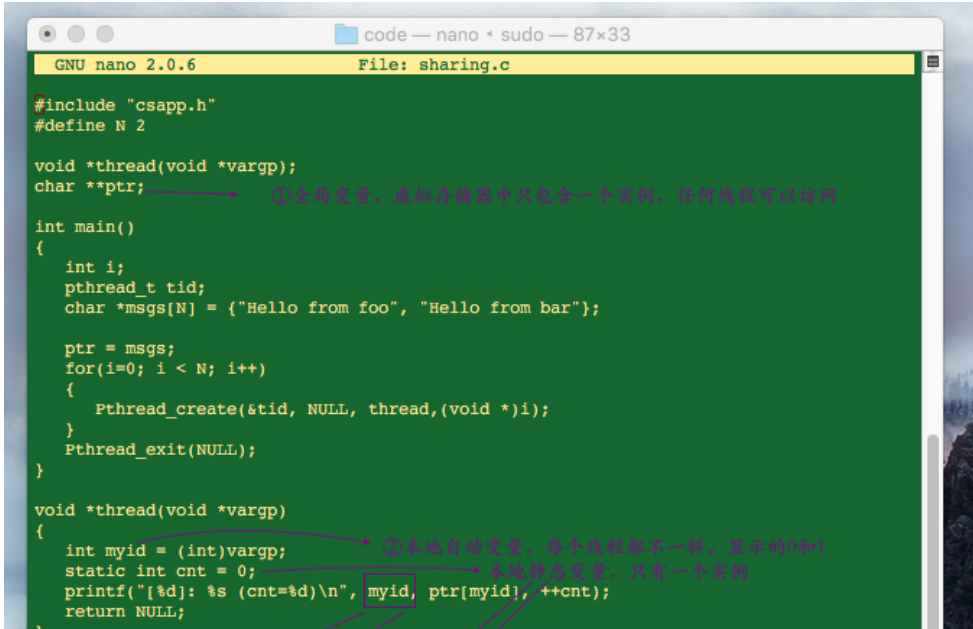 code — nano ◂ sudo — 87×33
GNU nano 2.0.6 File: sharing.c
#include "csapp.h"
#define N 2
void *thread(void *vargp);
char **ptr;
①全局变量，虚拟存储器中只包含一个实例，任何线程可以访问
int main()
{
int i;
pthread_t tid;
char *msgs[N] = {"Hello from foo", "Hello from bar"};
ptr = msgs;
for(i=0; i < N; i++)
{
Pthread_create(&tid, NULL, thread,(void *)i);
}
Pthread_exit(NULL);
}
void *thread(void *vargp)
{
②本地自动变量，每个线程都不一样，显示的0和1
int myid = (int)vargp;
static int cnt = 0;
本地静态变量，只有一个实例
printf("[%d]: %s (cnt=%d)\n", myid, ptr[myid], ++cnt);
return NULL;
}